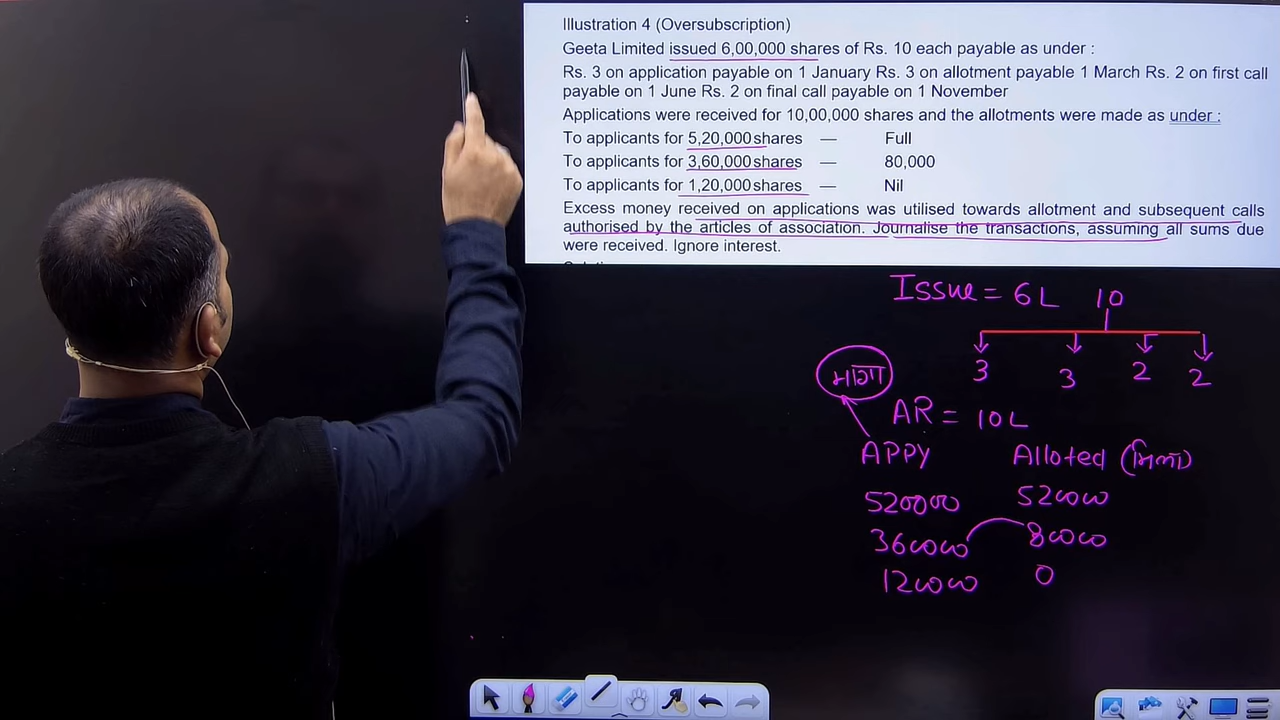 Illustration 4 (Oversubscription)
Geeta Limited issued 6,00,000 shares of Rs. 10 each payable as under :
Rs. 3 on application payable on 1 January Rs. 3 on allotment payable 1 March Rs. 2 on first call
payable on 1 June Rs. 2 on final call payable on 1 November
Applications were received for 10,00,000 shares and the allotments were made as under :
To applicants for 5,20,000 shares — Full
To applicants for 3,60,000 shares — 80,000
To applicants for 1,20,000 shares — Nil
Excess money received on applications was utilised towards allotment and subsequent calls
authorised by the articles of association. Journalise the transactions, assuming all sums due
were received. Ignore interest.
Issue = 6L 10
3 3 2 2
मांगा
AR = 10L
APPY Alloted (मिला)
520000 520000
360000 80000
120000 0